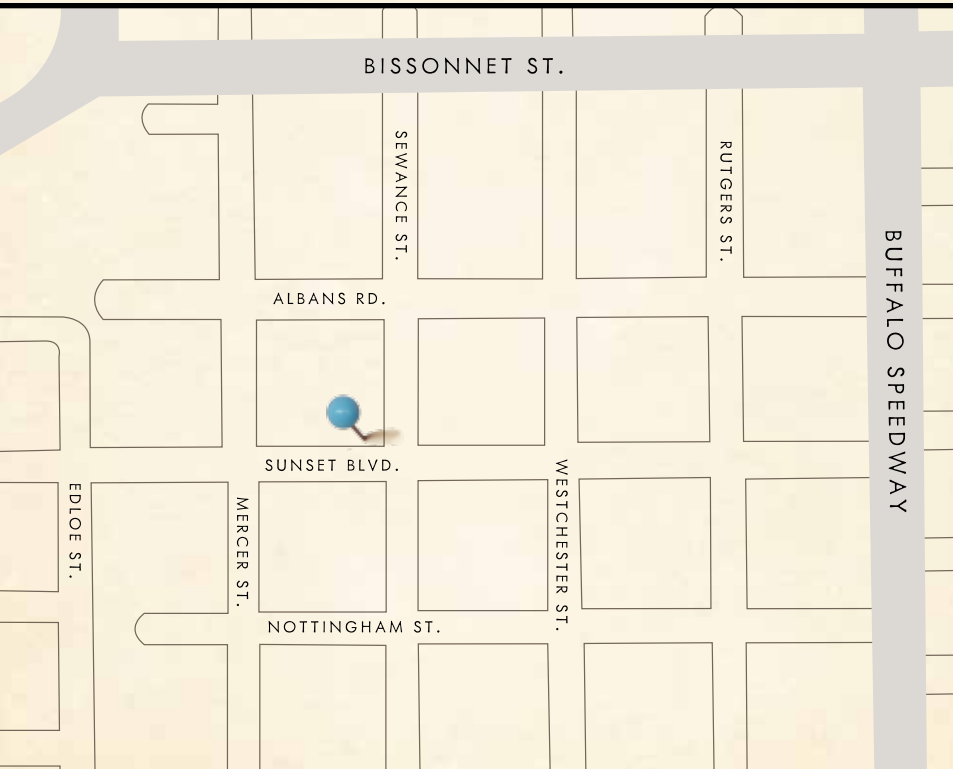 BISSONNET ST.
SEWANCE ST.
RUTGERS ST.
BUFFALO SPEEDWAY
ALBANS RD.
SUNSET BLVD.
EDLOE ST.
MERCER ST.
WESTCHESTER ST.
NOTTINGHAM ST.